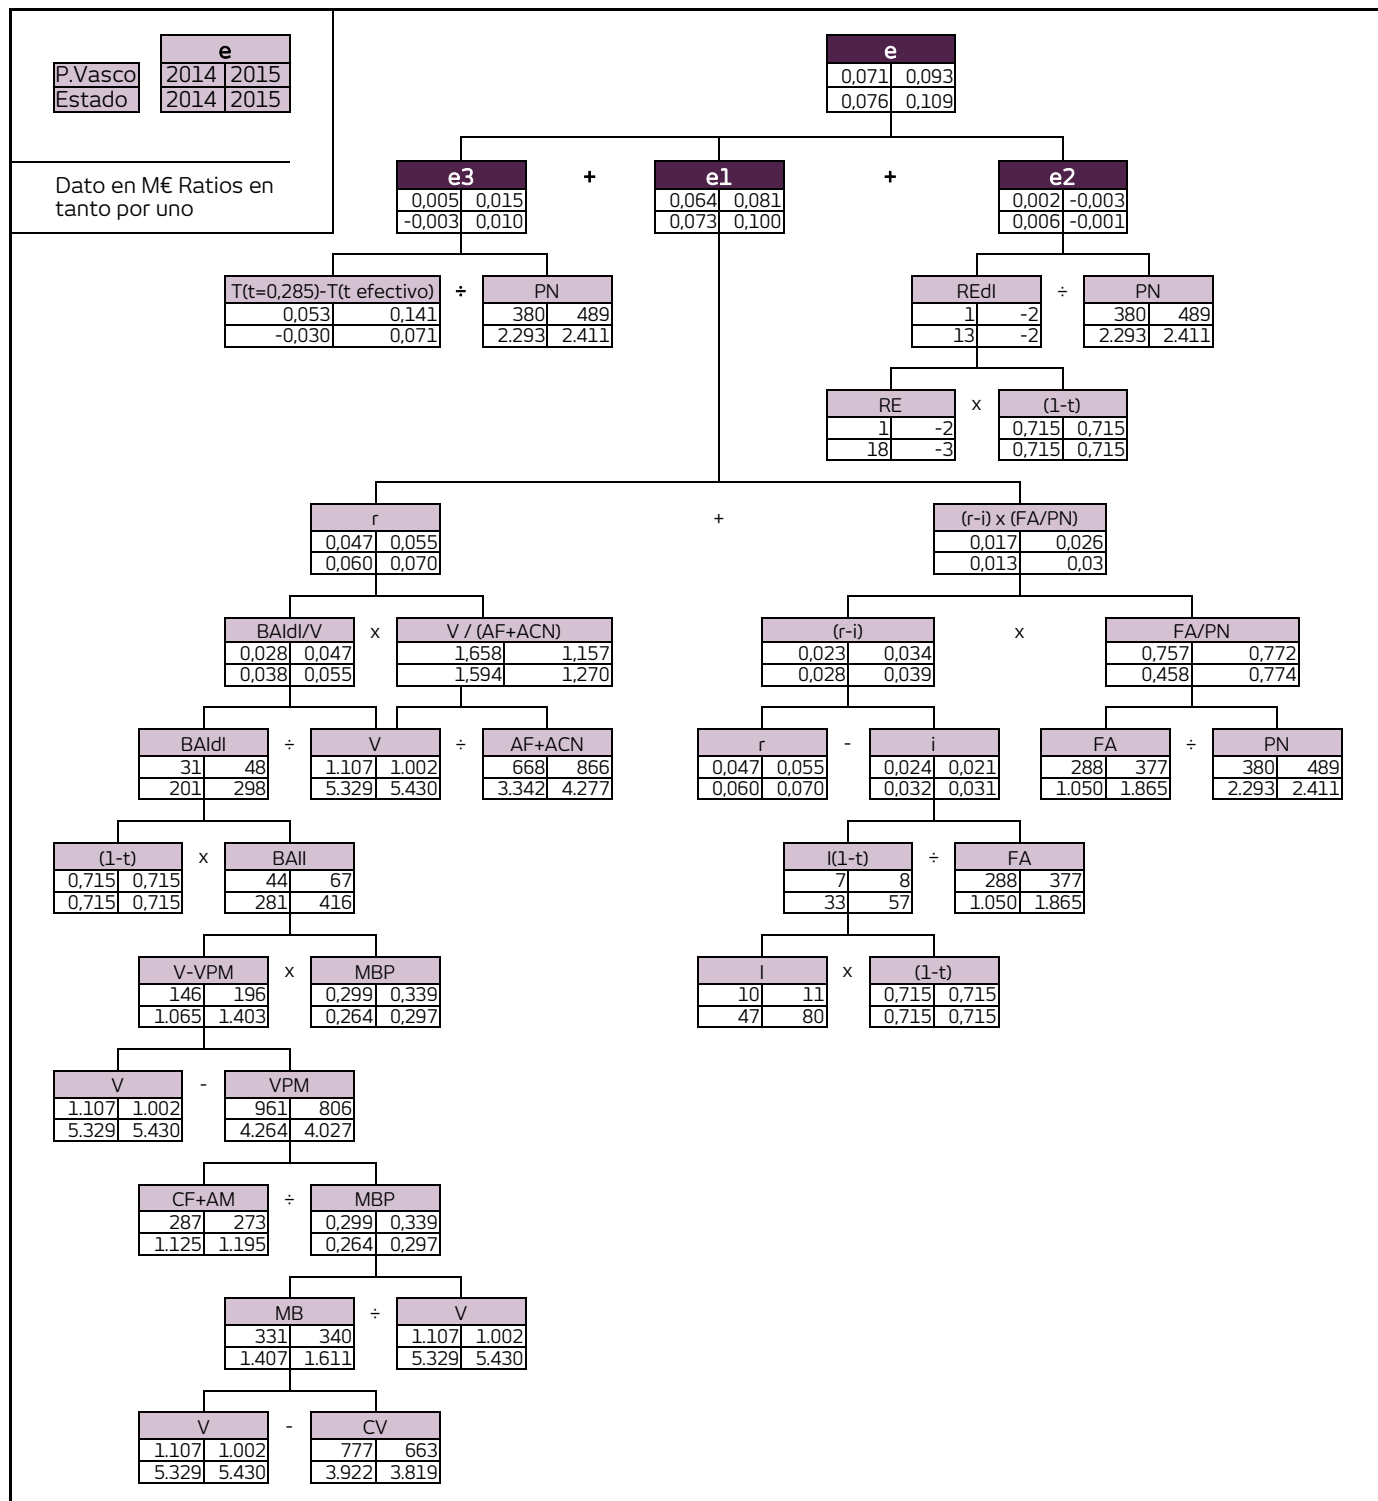 e
P.Vasco 2014 2015
Estado 2014 2015
Dato en M€ Ratios en
tanto por uno
e
0,071 0,093
0,076 0,109
e3 + e1 + e2
0,005 0,015 0,064 0,081 0,002 -0,003
-0,003 0,010 0,073 0,100 0,006 -0,001
T(t=0,285)-T(t efectivo) ÷ PN REdI ÷ PN
0,053 0,141 380 489 1 -2 380 489
-0,030 0,071 2.293 2.411 13 -2 2.293 2.411
RE x (1-t)
1 -2 0,715 0,715
18 -3 0,715 0,715
r + (r-i) x (FA/PN)
0,047 0,055 0,017 0,026
0,060 0,070 0,013 0,03
BAIdI/V x V / (AF+ACN) (r-i) x FA/PN
0,028 0,047 1,658 1,157 0,023 0,034 0,757 0,772
0,038 0,055 1,594 1,270 0,028 0,039 0,458 0,774
BAIdI ÷ V ÷ AF+ACN r - i FA ÷ PN
31 48 1.107 1.002 668 866 0,047 0,055 0,024 0,021 288 377 380 489
201 298 5.329 5.430 3.342 4.277 0,060 0,070 0,032 0,031 1.050 1.865 2.293 2.411
(1-t) x BAII I(1-t) ÷ FA
0,715 0,715 44 67 7 8 288 377
0,715 0,715 281 416 33 57 1.050 1.865
V-VPM x MBP I x (1-t)
146 196 0,299 0,339 10 11 0,715 0,715
1.065 1.403 0,264 0,297 47 80 0,715 0,715
V - VPM
1.107 1.002 961 806
5.329 5.430 4.264 4.027
CF+AM ÷ MBP
287 273 0,299 0,339
1.125 1.195 0,264 0,297
MB ÷ V
331 340 1.107 1.002
1.407 1.611 5.329 5.430
V - CV
1.107 1.002 777 663
5.329 5.430 3.922 3.819